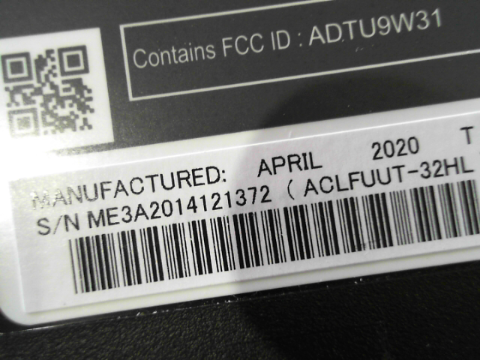 Contains FCC ID : ADTU9W31
MANUFACTURED: APRIL 2020 T
S/N ME3A2014121372 ( ACLFUUT-32HL